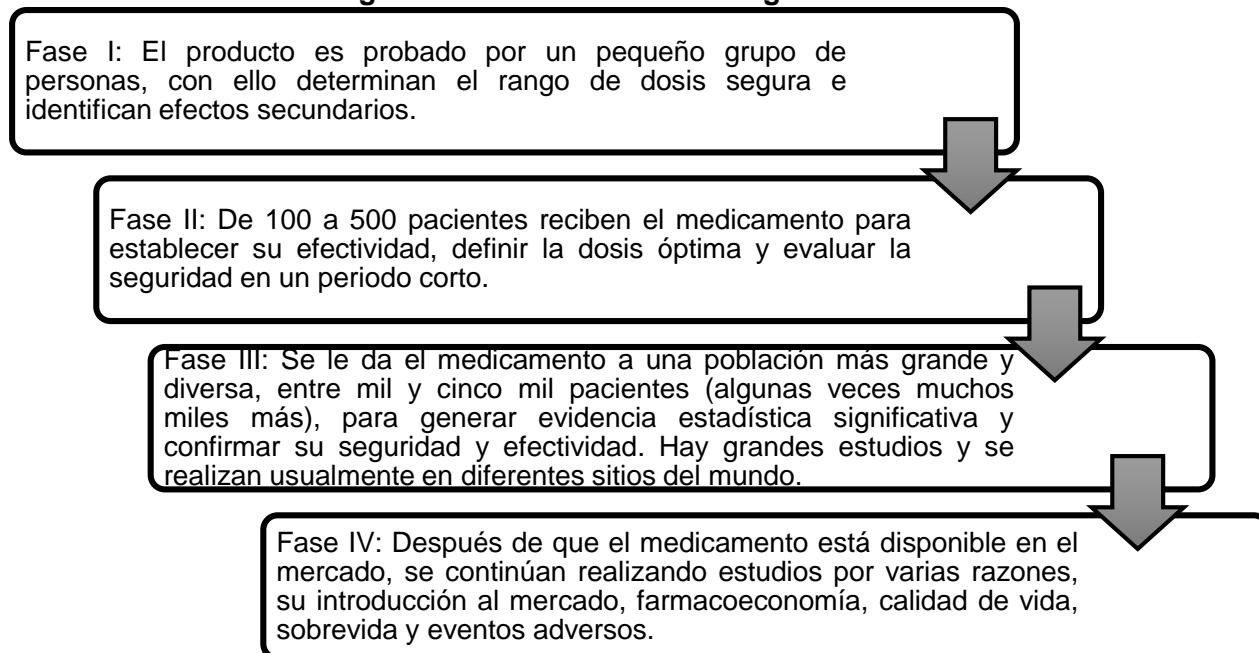 Fase I: El producto es probado por un pequeño grupo de
personas, con ello determinan el rango de dosis segura e
identifican efectos secundarios.
Fase II: De 100 a 500 pacientes reciben el medicamento para
establecer su efectividad, definir la dosis óptima y evaluar la
seguridad en un periodo corto.
Fase III: Se le da el medicamento a una población más grande y
diversa, entre mil y cinco mil pacientes (algunas veces muchos
miles más), para generar evidencia estadística significativa y
confirmar su seguridad y efectividad. Hay grandes estudios y se
realizan usualmente en diferentes sitios del mundo.
Fase IV: Después de que el medicamento está disponible en el
mercado, se continúan realizando estudios por varias razones,
su introducción al mercado, farmacoeconomía, calidad de vida,
sobrevida y eventos adversos.